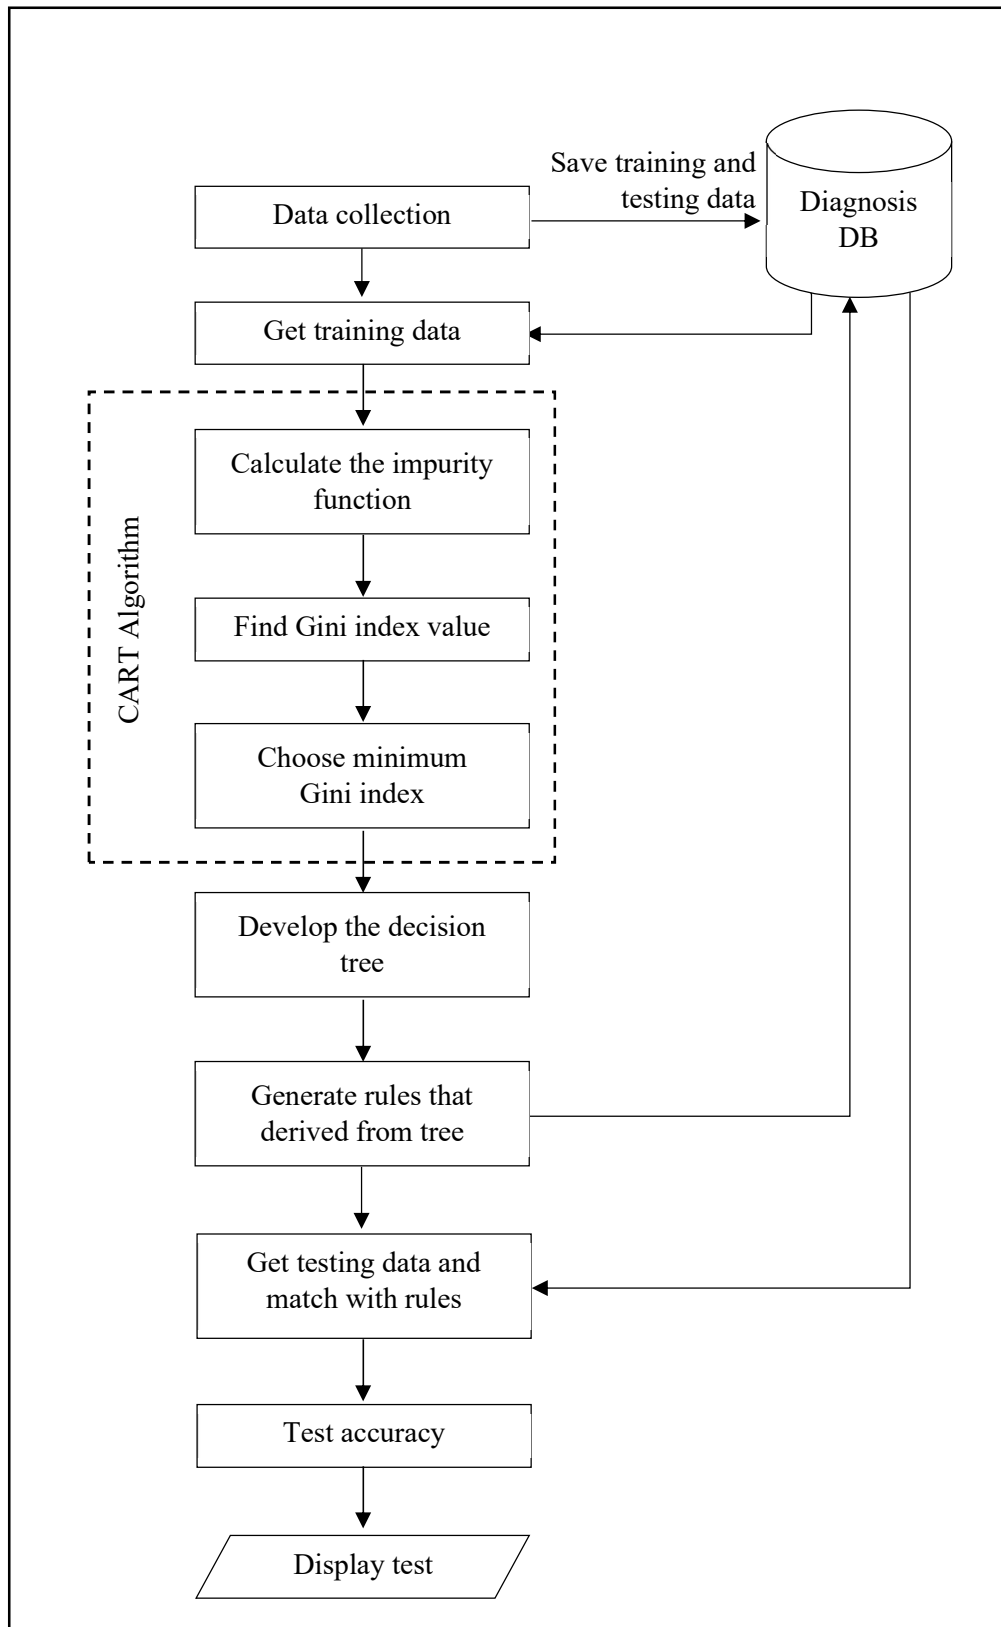 Save training and
testing data
Diagnosis
DB
Data collection
Get training data
CART Algorithm
Calculate the impurity
function
Find Gini index value
Choose minimum
Gini index
Develop the decision
tree
Generate rules that
derived from tree
Get testing data and
match with rules
Test accuracy
Display test